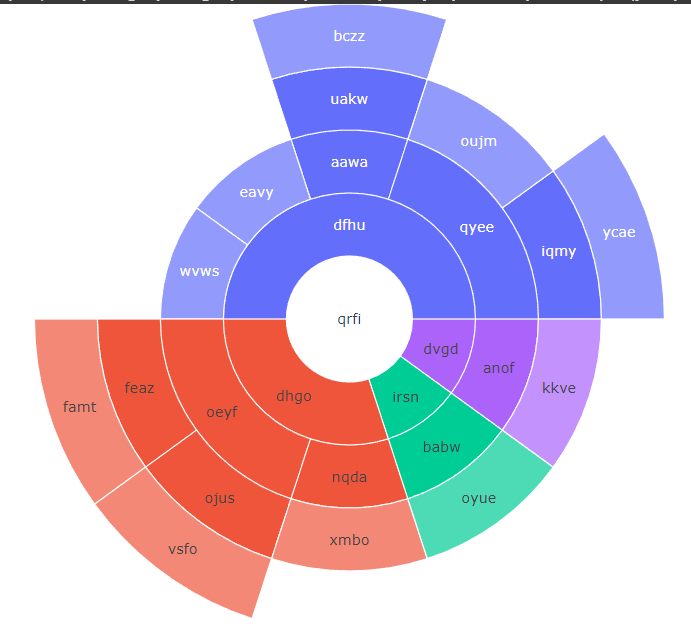 bczz
uakw
oujm
aawa
eavy
dfhu
qyee
ycae
iqmy
wvws
qrfi
dvgd
anof
kkve
feaz
dhgo
irsn
famt
oeyf
babw
nqda
ojus
oyue
xmbo
vsfo